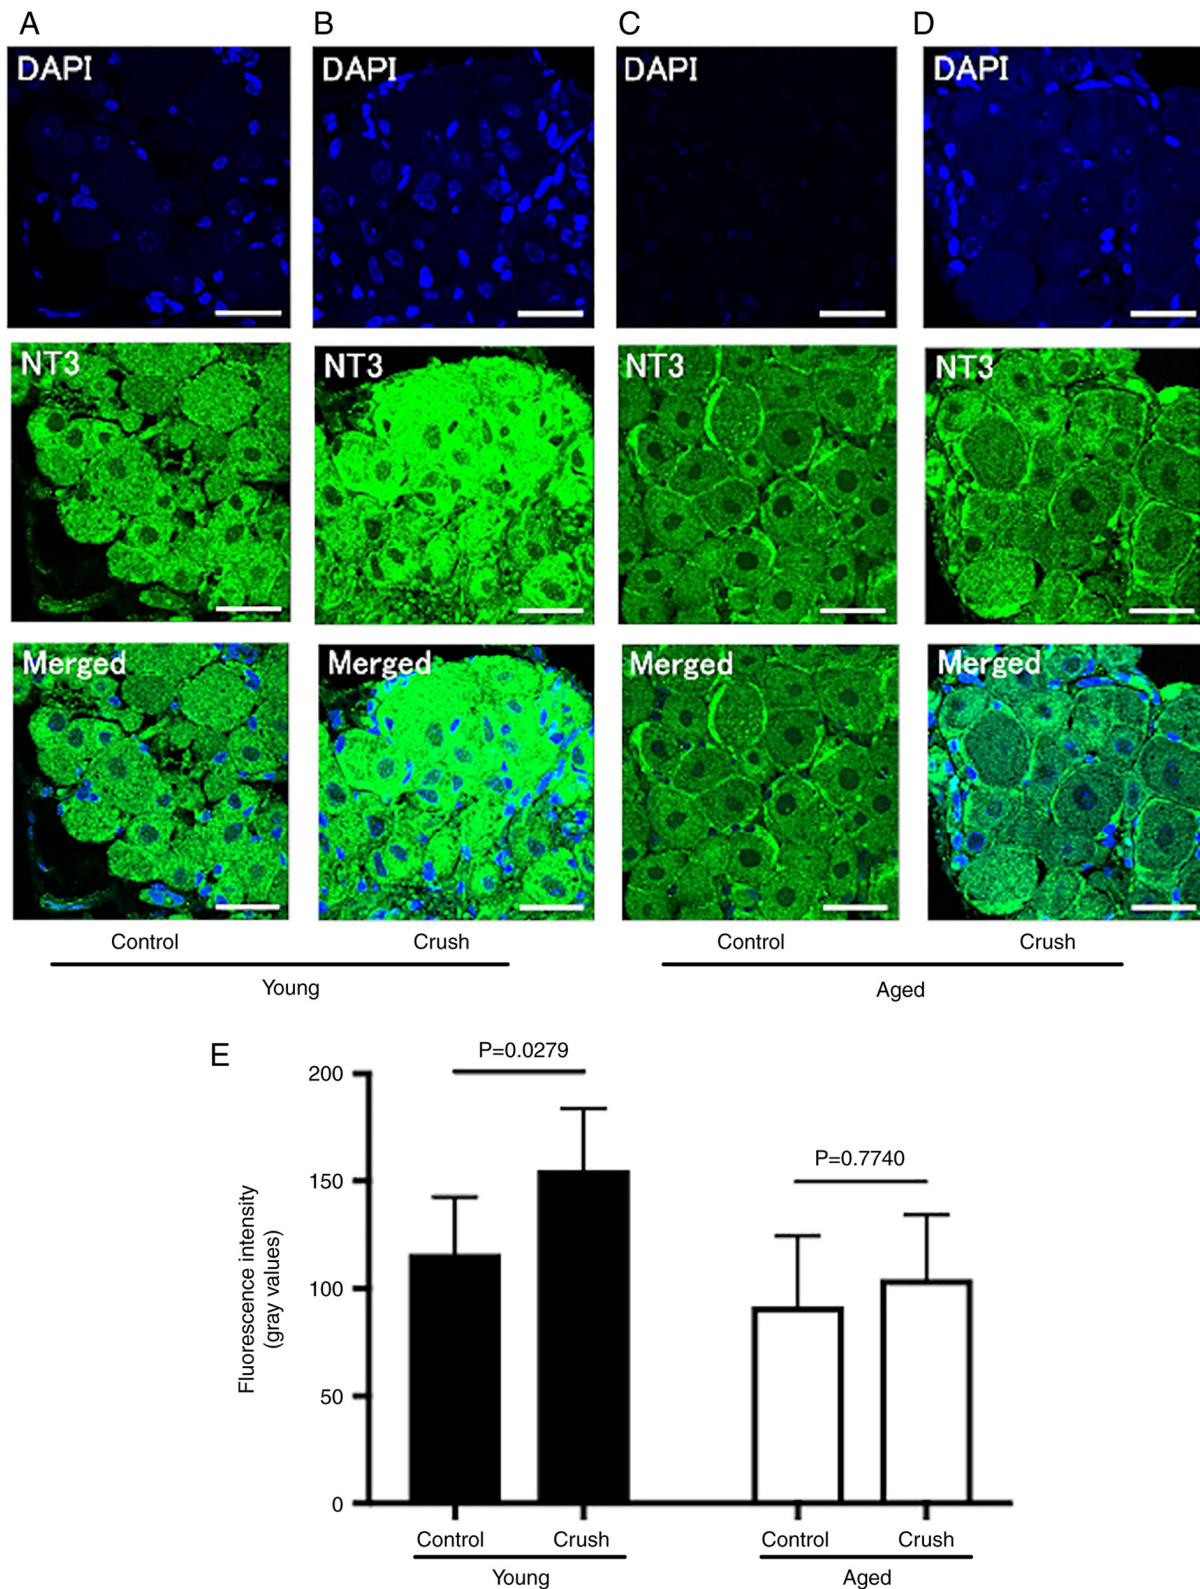 A B C D
DAPI DAPI DAPI DAPI
NT3 NT3 NT3 NT3
Merged Merged Merged Merged
Control Crush Control Crush
Young Aged
E
P=0.0279
P=0.7740
Fluorescence intensity
(gray values)
200
150
100
50
0
Control Crush Control Crush
Young Aged